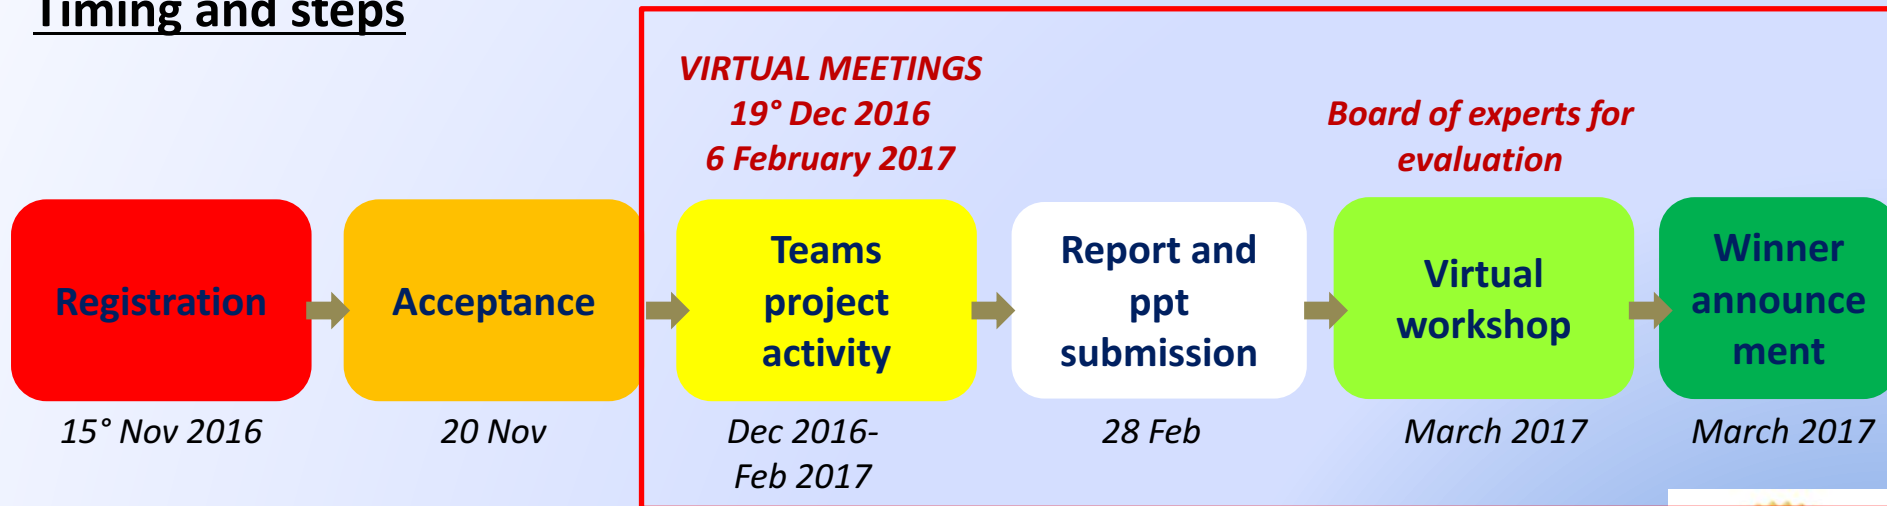 Timing and steps
VIRTUAL MEETINGS
19° Dec 2016
6 February 2017
Board of experts for
evaluation
Registration
Acceptance
Teams
project
activity
Report and
ppt
submission
Virtual
workshop
Winner
announce
ment
15° Nov 2016
20 Nov
Dec 2016-
Feb 2017
28 Feb
March 2017
March 2017